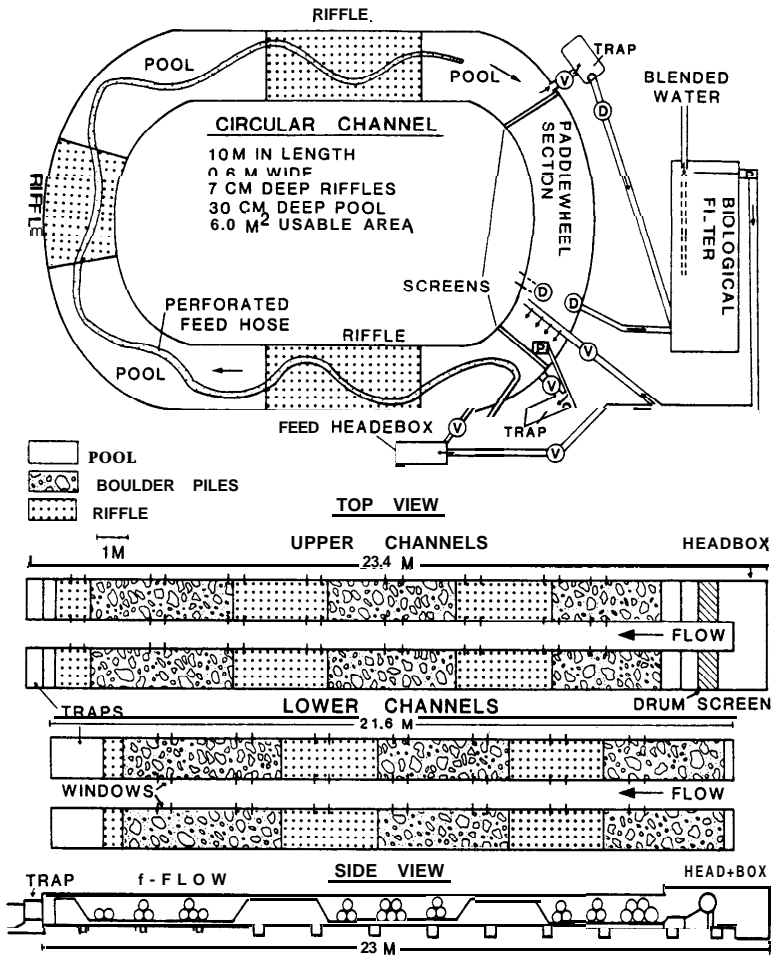 RIFFLE.
POOL
POOL
TRAP
V
BLENDED
WATER
D
CIRCULAR CHANNEL
10M IN LENGTH
0.6 M WIDE
7 CM DEEP RIFFLES
30 CM DEEP POOL
6.0 M2 USABLE AREA
PADDLEWHEEL
SECTION
P
BIOLOGICAL
FILTER
RIFFLE
SCREENS
D
D
PERFORATED
FEED HOSE
RIFFLE
P
V
V
POOL
TRAP
FEED HEADEBOX
V
V
POOL
BOULDER PILES
RIFFLE
TOP VIEW
1M
UPPER CHANNELS
HEADBOX
23.4 M
FLOW
TRAPS
LOWER CHANNELS
DRUM SCREEN
21.6 M
WINDOWS
FLOW
TRAP
f-FLOW
SIDE VIEW
HEAD+BOX
23 M